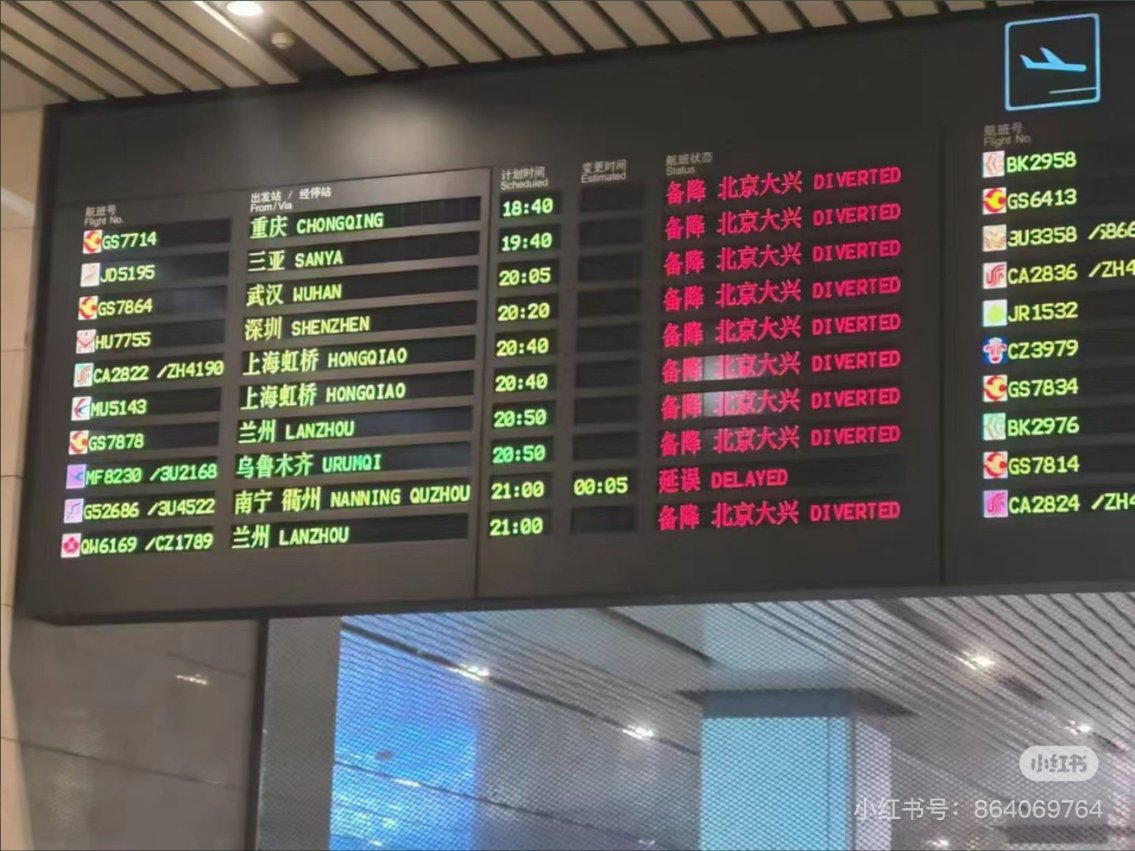 航班号
Flight No.
出发站 / 经停站
From/Via
计划时间
Scheduled
变更时间
Estimated
航班状态
Status
GS7714 重庆 CHONGQING 18:40 备降 北京大兴 DIVERTED
JD5195 三亚 SANYA 19:40 备降 北京大兴 DIVERTED
GS7864 武汉 WUHAN 20:05 备降 北京大兴 DIVERTED
HU7755 深圳 SHENZHEN 20:20 备降 北京大兴 DIVERTED
CA2822 /ZH4190 上海虹桥 HONGQIAO 20:40 备降 北京大兴 DIVERTED
MU5143 上海虹桥 HONGQIAO 20:40 备降 北京大兴 DIVERTED
GS7878 兰州 LANZHOU 20:50 备降 北京大兴 DIVERTED
MF8230 /3U2168 乌鲁木齐 URUMQI 20:50 备降 北京大兴 DIVERTED
G52686 /3U4522 南宁 衢州 NANNING QUZHOU 21:00 00:05 延误 DELAYED
QW6169 /CZ1789 兰州 LANZHOU 21:00 备降 北京大兴 DIVERTED
航班号
Flight No.
BK2958
GS6413
3U3358
CA2836 /ZH4
JR1532
CZ3979
GS7834
BK2976
GS7814
CA2824 /ZH4
小红书
小红书号：864069764